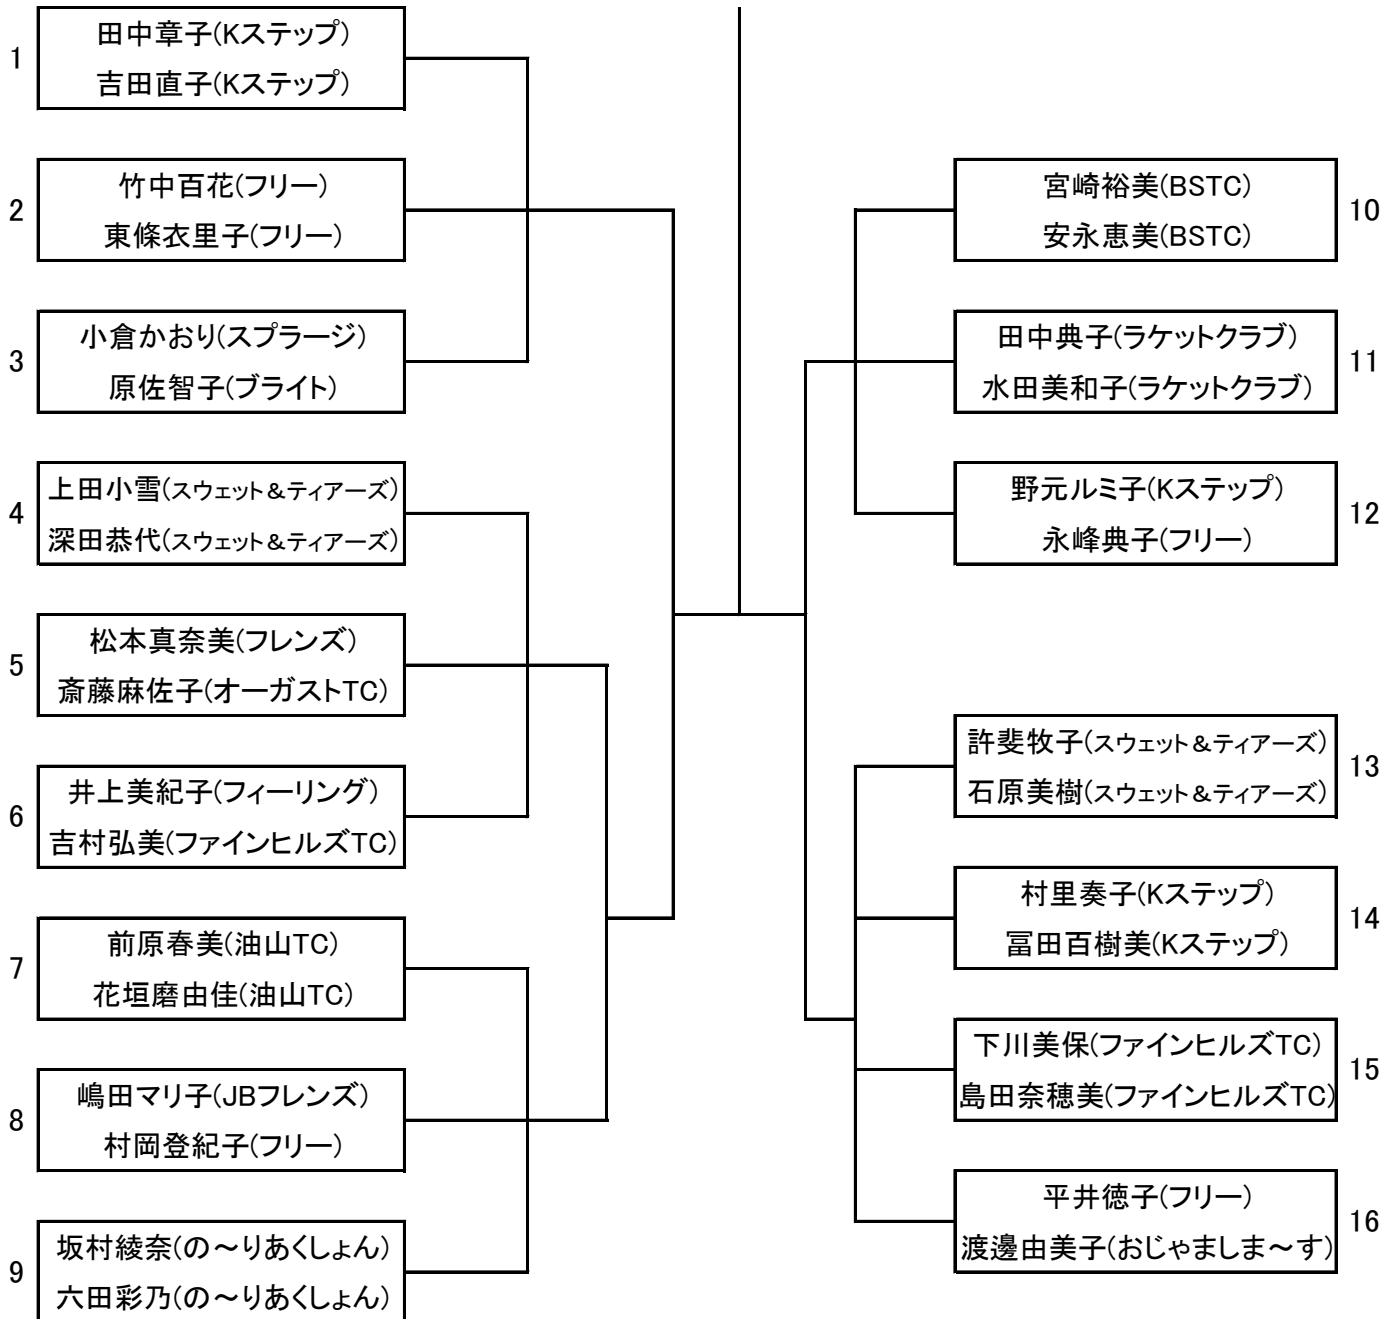 1
田中章子(Kステップ)
吉田直子(Kステップ)
2
竹中百花(フリー)
東條衣里子(フリー)
3
小倉かおり(スプラージ)
原佐智子(ブライト)
4
上田小雪(スウェット&ティアーズ)
深田恭代(スウェット&ティアーズ)
5
松本真奈美(フレンズ)
斎藤麻佐子(オーガストTC)
6
井上美紀子(フィーリング)
吉村弘美(ファインヒルズTC)
7
前原春美(油山TC)
花垣磨由佳(油山TC)
8
嶋田マリ子(JBフレンズ)
村岡登紀子(フリー)
9
坂村綾奈(の～りあくしょん)
六田彩乃(の～りあくしょん)
宮崎裕美(BSTC)
安永恵美(BSTC)
10
田中典子(ラケットクラブ)
水田美和子(ラケットクラブ)
11
野元ルミ子(Kステップ)
永峰典子(フリー)
12
許斐牧子(スウェット&ティアーズ)
石原美樹(スウェット&ティアーズ)
13
村里奏子(Kステップ)
冨田百樹美(Kステップ)
14
下川美保(ファインヒルズTC)
島田奈穂美(ファインヒルズTC)
15
平井徳子(フリー)
渡邊由美子(おじゃましま～す)
16